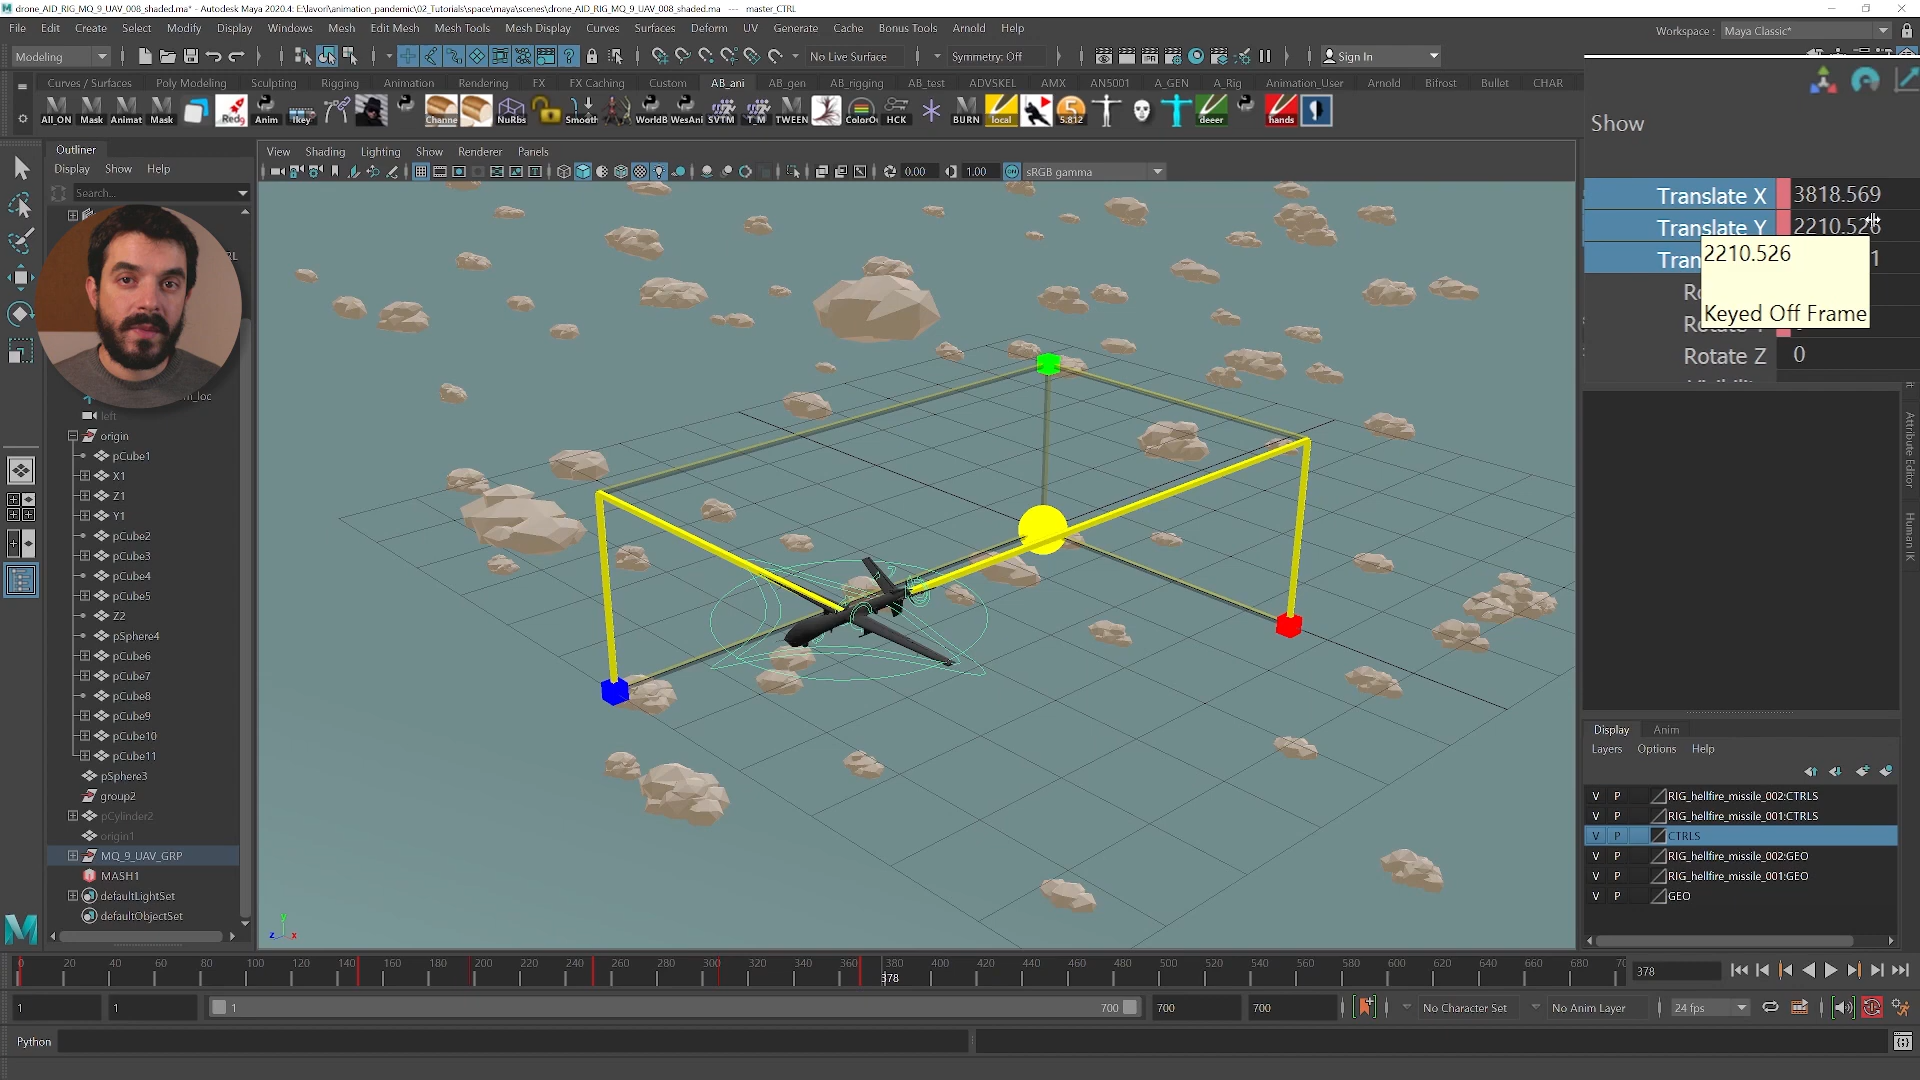 drone_AID_RIG_MQ_9_UAV_008_shaded.ma* - Autodesk Maya 2020.4: E:\lavori\animation_pandemic\02_Tutorials\space\maya\scenes\drone_AID_RIG_MQ_9_UAV_008_shaded.ma --- master_CTRL
File Edit Create Select Modify Display Windows Mesh Edit Mesh Mesh Tools Mesh Display Curves Surfaces Deform UV Generate Cache Bonus Tools Arnold Help
Workspace : Maya Classic*
Modeling No Live Surface Symmetry: Off Sign In
Curves / Surfaces Poly Modeling Sculpting Rigging Animation Rendering FX FX Caching Custom AB_ani AB_gen AB_rigging AB_test ADVSKEL AMX AN5001 A_GEN A_Rig Animation_User Arnold Bifrost Bullet CHAR
All_ON Mask Animat Mask Red9 Anim Channe NuRbs Smooth WorldB WesAni SVTM T_M TWEEN ColorO HCK BURN local 5.812 deeer hands
Show
Outliner
Display Show Help
Search...
View Shading Lighting Show Renderer Panels
0.00 1.00 sRGB gamma
Translate X 3818.569
Translate Y 2210.526
2210.526
Keyed Off Frame
Rotate Z 0
left
origin
pCube1
X1
Z1
Y1
pCube2
pCube3
pCube4
pCube5
Z2
pSphere4
pCube6
pCube7
pCube8
pCube9
pCube10
pCube11
pSphere3
group2
pCylinder2
origin1
MQ_9_UAV_GRP
MASH1
defaultLightSet
defaultObjectSet
Attribute Editor
Human IK
Display Anim
Layers Options Help
V P RIG_hellfire_missile_002:CTRLS
V P RIG_hellfire_missile_001:CTRLS
V P CTRLS
V P RIG_hellfire_missile_002:GEO
V P RIG_hellfire_missile_001:GEO
V P GEO
y
z x
0 20 40 60 80 100 120 140 160 180 200 220 240 260 280 300 320 340 360 380 400 420 440 460 480 500 520 540 560 580 600 620 640 660 680
378
378
1 1 1 700 700 700 No Character Set No Anim Layer 24 fps
Python